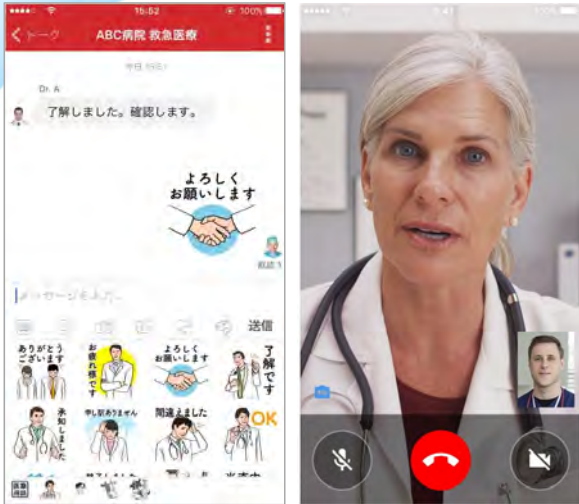 15:52
100%
トーク
ABC病院 救急医療
Dr. A
了解しました。確認します。
よろしく
お願いします
既読 1
送信
ありがとう
ございます
お疲れ様です
よろしく
お願いします
了解です
承知しました
申し訳ありません
間違えました
OK